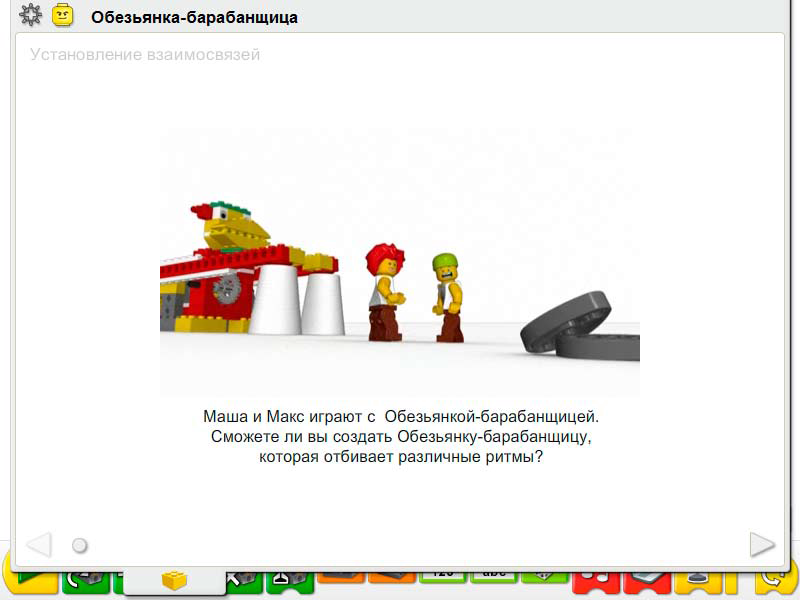 Обезьянка-барабанщица
Установление взаимосвязей
Маша и Макс играют с  Обезьянкой-барабанщицей.
Сможете ли вы создать Обезьянку-барабанщицу,
которая отбивает различные ритмы?